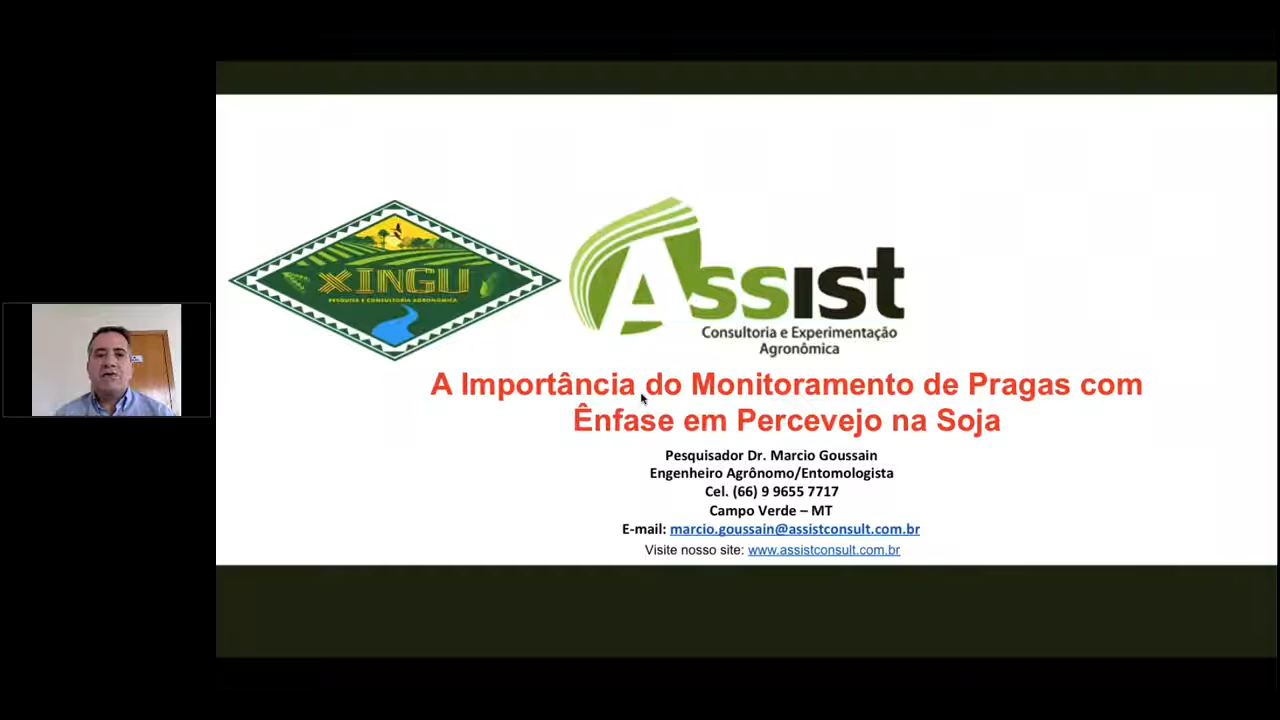 XINGU
PESQUISA E CONSULTORIA AGRONÔMICA
Assist
Consultoria e Experimentação
Agronômica
A Importância do Monitoramento de Pragas com
Ênfase em Percevejo na Soja
Pesquisador Dr. Marcio Goussain
Engenheiro Agrônomo/Entomologista
Cel. (66) 9 9655 7717
Campo Verde – MT
E-mail: marcio.goussain@assistconsult.com.br
Visite nosso site: www.assistconsult.com.br